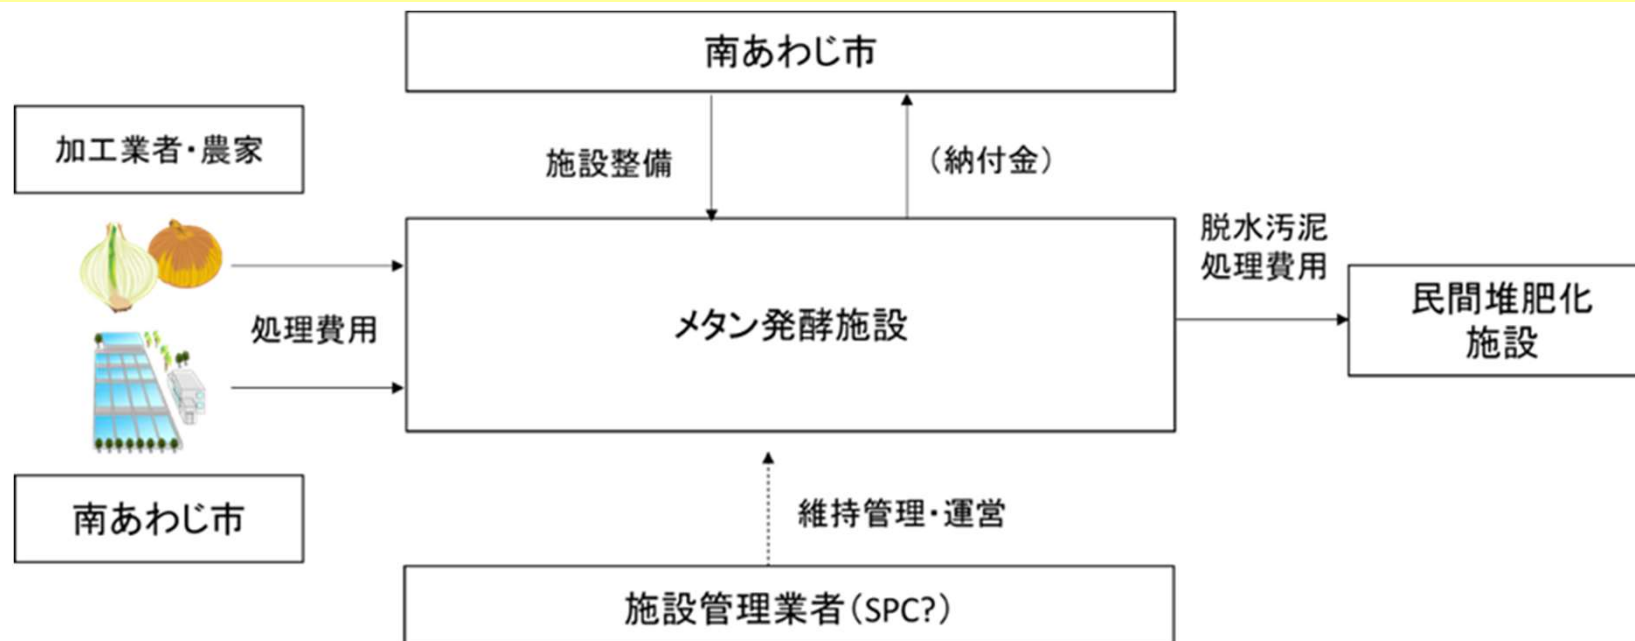 南あわじ市
加工業者・農家
施設整備
（納付金）
脱水汚泥
処理費用
処理費用
メタン発酵施設
民間堆肥化
施設
南あわじ市
維持管理・運営
施設管理業者（SPC?）